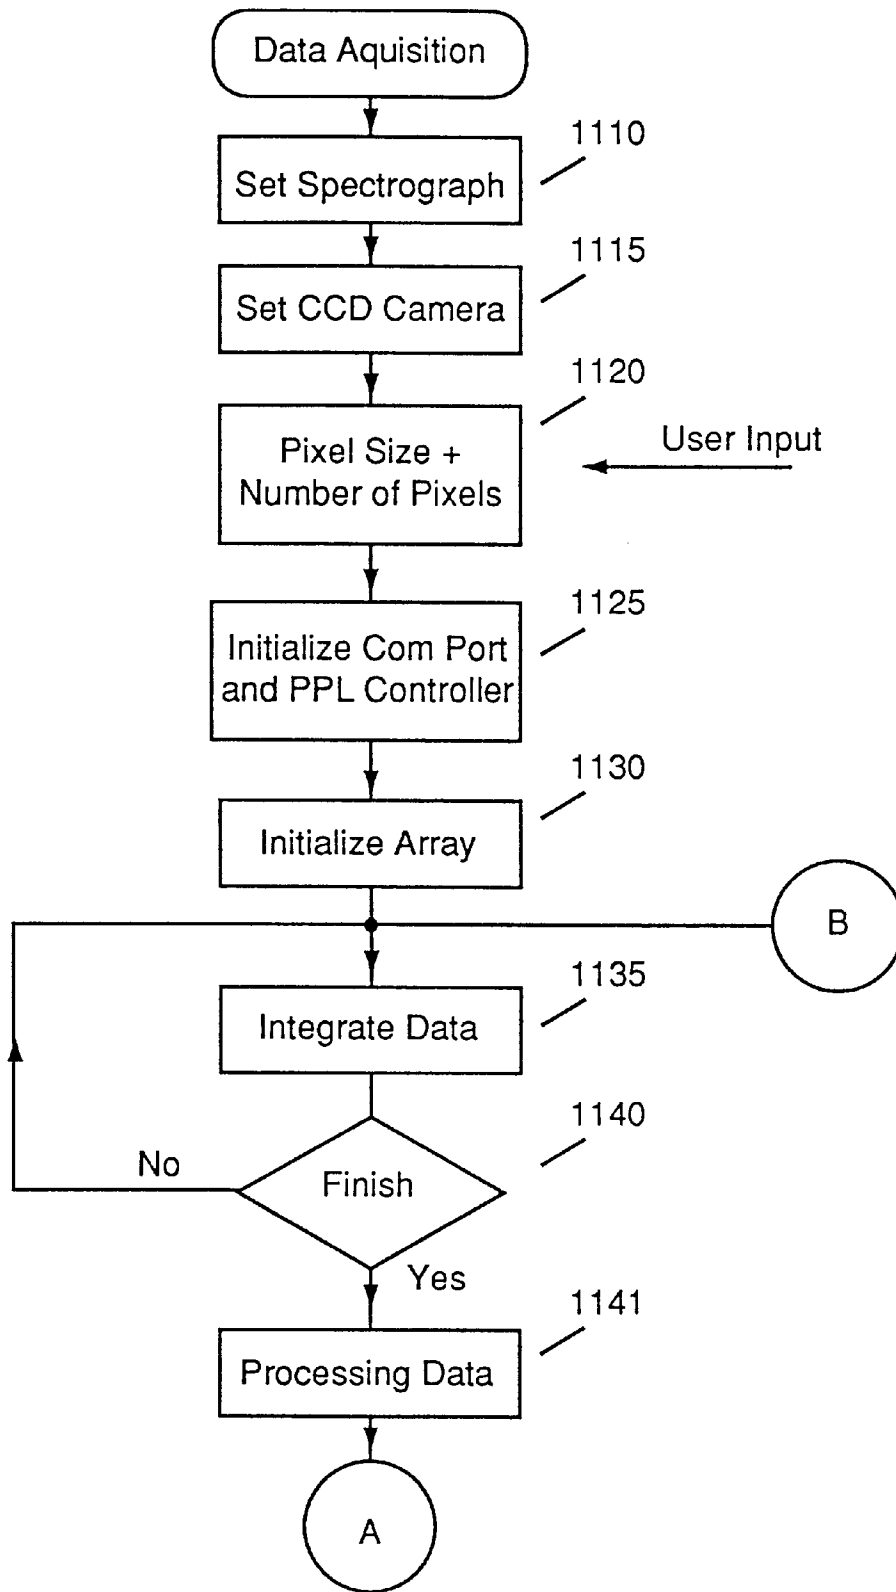 Data Aquisition
1110
Set Spectrograph
1115
Set CCD Camera
1120
User Input
Pixel Size +
Number of Pixels
1125
Initialize Com Port
and PPL Controller
1130
Initialize Array
B
1135
Integrate Data
1140
No
Finish
Yes
1141
Processing Data
A